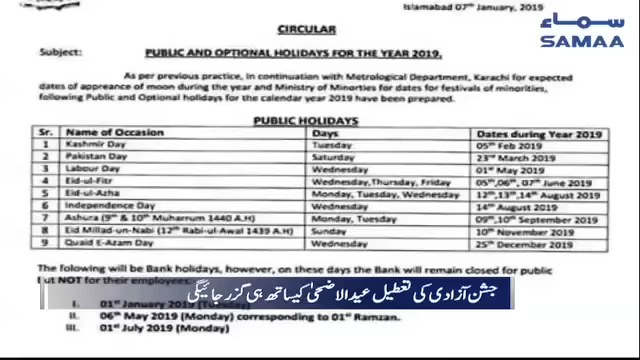 Islamabad 07th January, 2019
سماء
SAMAA
CIRCULAR
Subject: PUBLIC AND OPTIONAL HOLIDAYS FOR THE YEAR 2019.
As per previous practice, in continuation with Metrological Department, Karachi for expected
dates of appreance of moon during the year and Ministry of Minorities for dates for festivals of minorities,
following Public and Optional holidays for the calendar year 2019 have been prepared.
PUBLIC HOLIDAYS
Sr. Name of Occasion Days Dates during Year 2019
1 Kashmir Day Tuesday 05th Feb 2019
2 Pakistan Day Saturday 23rd March 2019
3 Labour Day Wednesday 01st May 2019
4 Eid-ul-Fitr Wednesday,Thursday, Friday 05th,06th,07th June 2019
5 Eid-ul-Azha Monday, Tuesday, Wednesday 12th,13th,14th August 2019
6 Independence Day Wednesday 14th August 2019
7 Ashura (9th & 10th Muharrum 1440 A.H) Monday, Tuesday 09th,10th September 2019
8 Eid Millad-un-Nabi (12th Rabi-ul-Awal 1439 A.H) Sunday 10th November 2019
9 Quaid E-Azam Day Wednesday 25th December 2019
The folowing will be Bank holidays, however, on these days the Bank will remain closed for public
but NOT for their employees:
جشن آزادی کی تعطیل عیدالاضحیٰ کیساتھ ہی گزر جائیگی
I. 01st January 2019 (Tuesday)
II. 06th May 2019 (Monday) corresponding to 01st Ramzan.
III. 01st July 2019 (Monday)